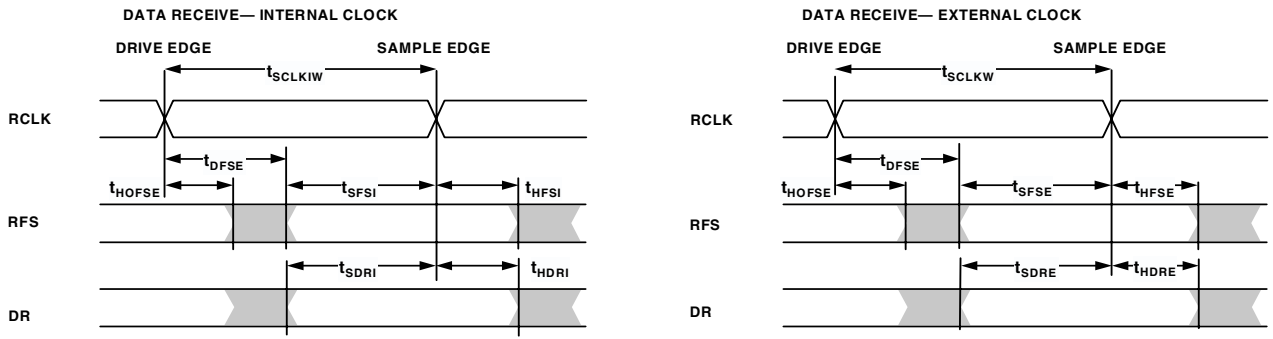 DATA RECEIVE— INTERNAL CLOCK
DRIVE EDGE SAMPLE EDGE
tSCLKIW
RCLK
tDFSE
tHOFSE tSFSI tHFSI
RFS
tSDRI tHDRI
DR
DATA RECEIVE— EXTERNAL CLOCK
DRIVE EDGE SAMPLE EDGE
tSCLKW
RCLK
tDFSE
tHOFSE tSFSE tHFSE
RFS
tSDRE tHDRE
DR